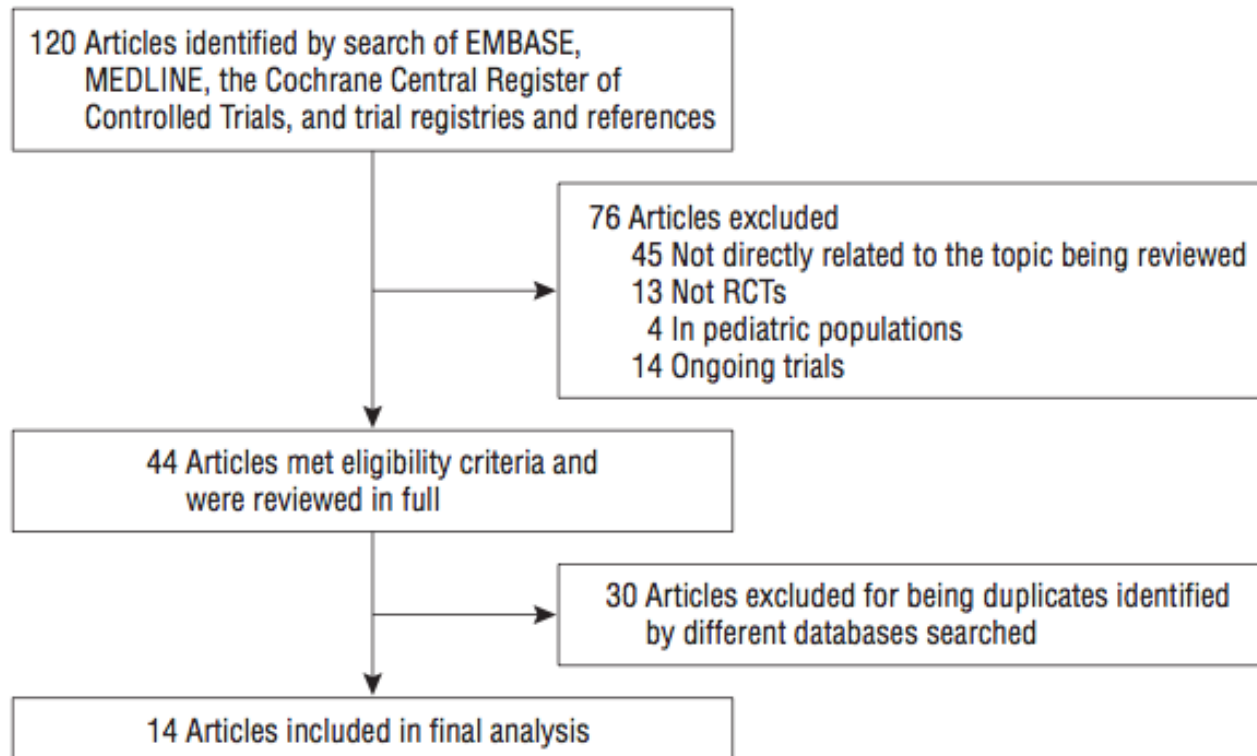 120 Articles identified by search of EMBASE,
MEDLINE, the Cochrane Central Register of
Controlled Trials, and trial registries and references
76 Articles excluded
45 Not directly related to the topic being reviewed
13 Not RCTs
4 In pediatric populations
14 Ongoing trials
44 Articles met eligibility criteria and
were reviewed in full
30 Articles excluded for being duplicates identified
by different databases searched
14 Articles included in final analysis